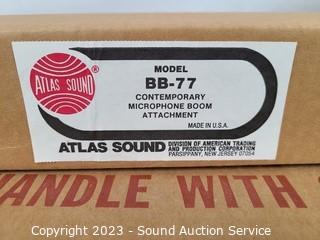 MODEL
BB-77
CONTEMPORARY
MICROPHONE BOOM
ATTACHMENT
MADE IN U.S.A.
ATLAS SOUND®
ATLAS SOUND DIVISION OF AMERICAN TRADING
AND PRODUCTION CORPORATION
PARSIPPANY, NEW JERSEY 07054
HANDLE WITH
Copyright 2023 - Sound Auction Service